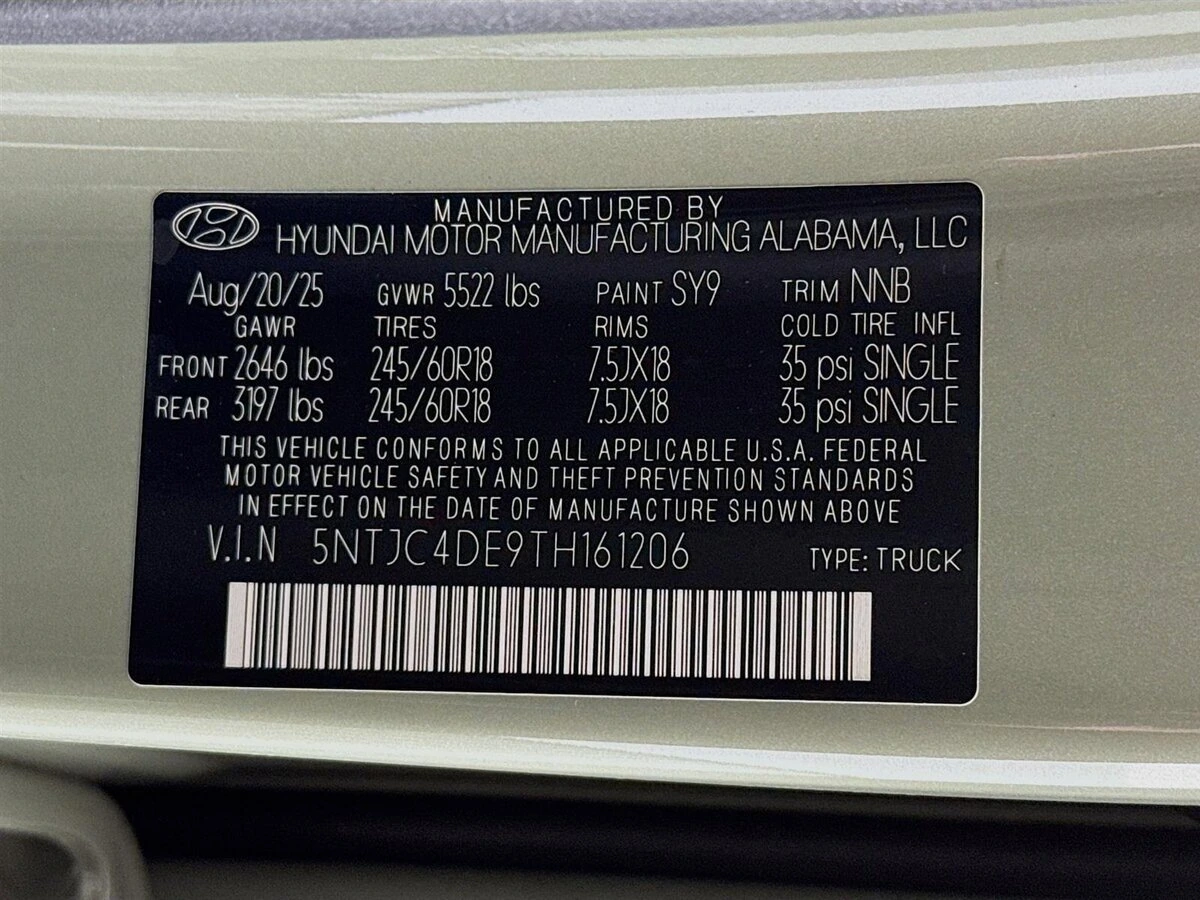 MANUFACTURED BY
HYUNDAI MOTOR MANUFACTURING ALABAMA, LLC
Aug/20/25 GVWR 5522 lbs PAINT SY9 TRIM NNB
GAWR TIRES RIMS COLD TIRE INFL
FRONT 2646 lbs 245/60R18 7.5JX18 35 psi SINGLE
REAR 3197 lbs 245/60R18 7.5JX18 35 psi SINGLE
THIS VEHICLE CONFORMS TO ALL APPLICABLE U.S.A. FEDERAL
MOTOR VEHICLE SAFETY AND THEFT PREVENTION STANDARDS
IN EFFECT ON THE DATE OF MANUFACTURE SHOWN ABOVE
V.I.N 5NTJC4DE9TH161206 TYPE: TRUCK